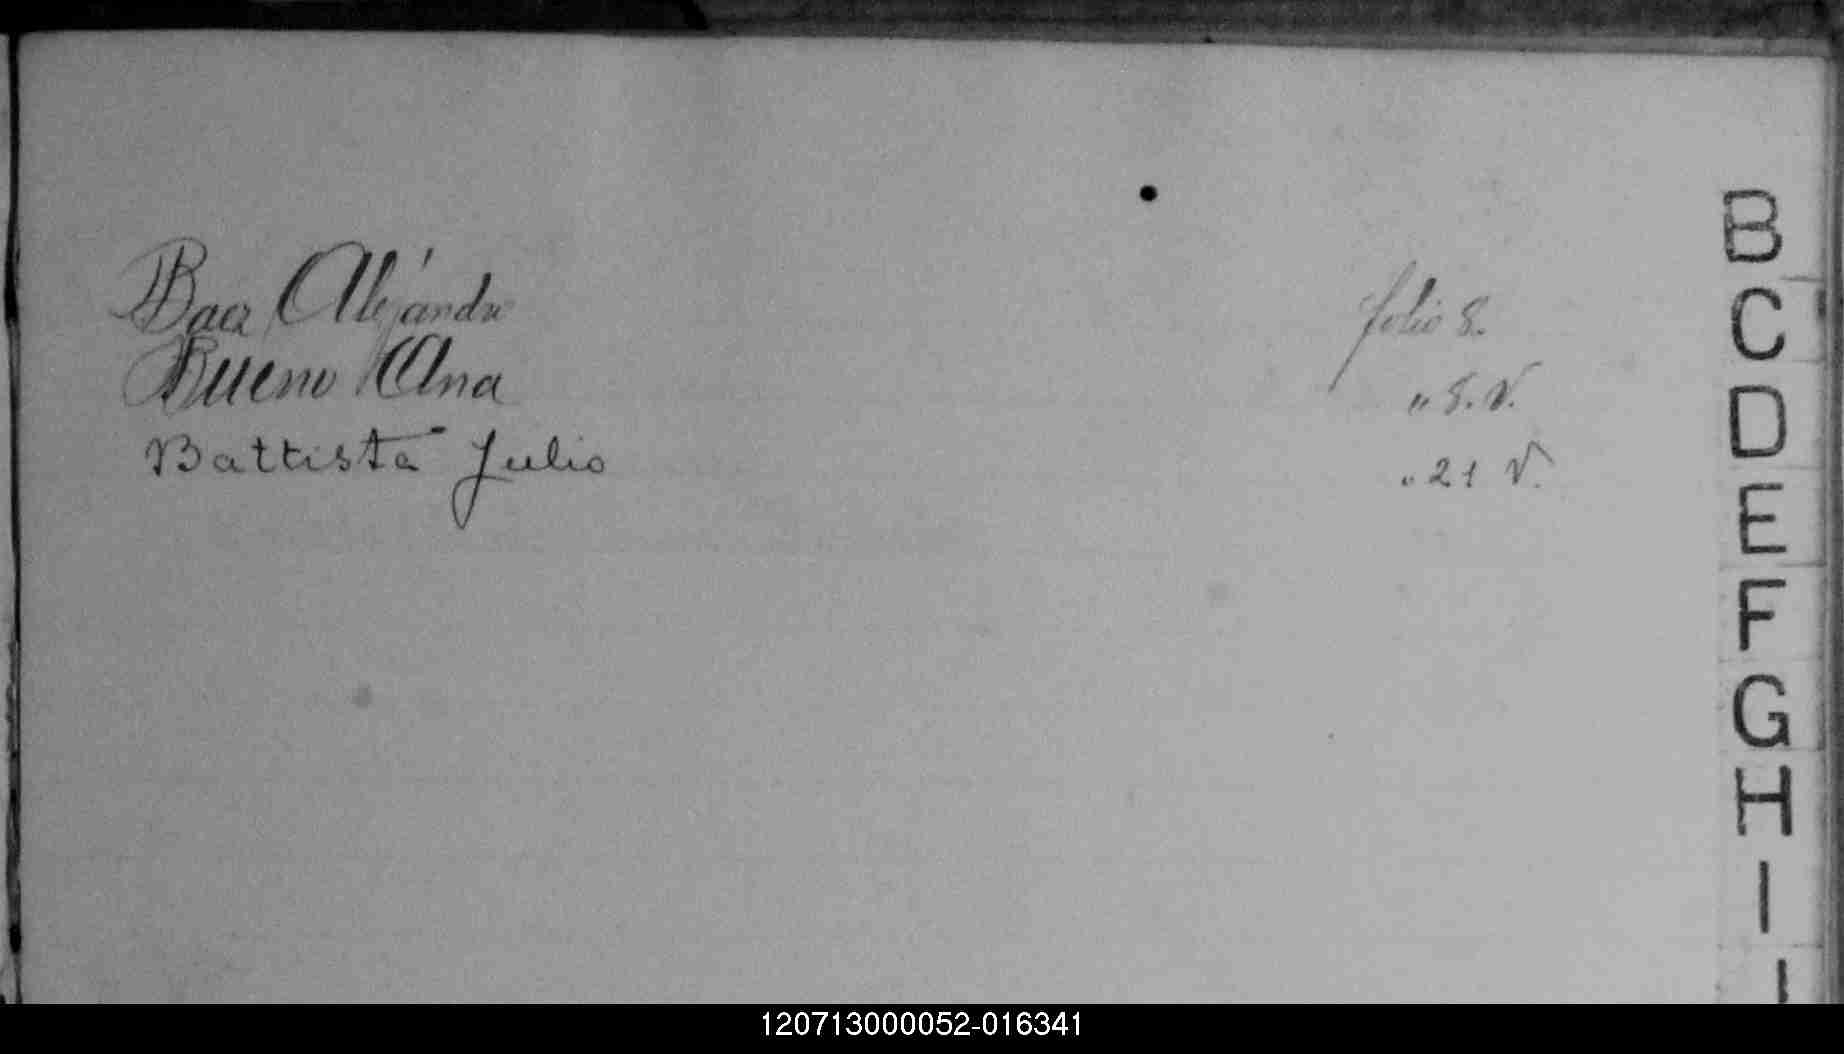 Baez Alejandro folio 8.
Bueno Ana " 8. V.
Battista Julio " 21 V.
B
C
D
E
F
G
H
I
120713000052-016341